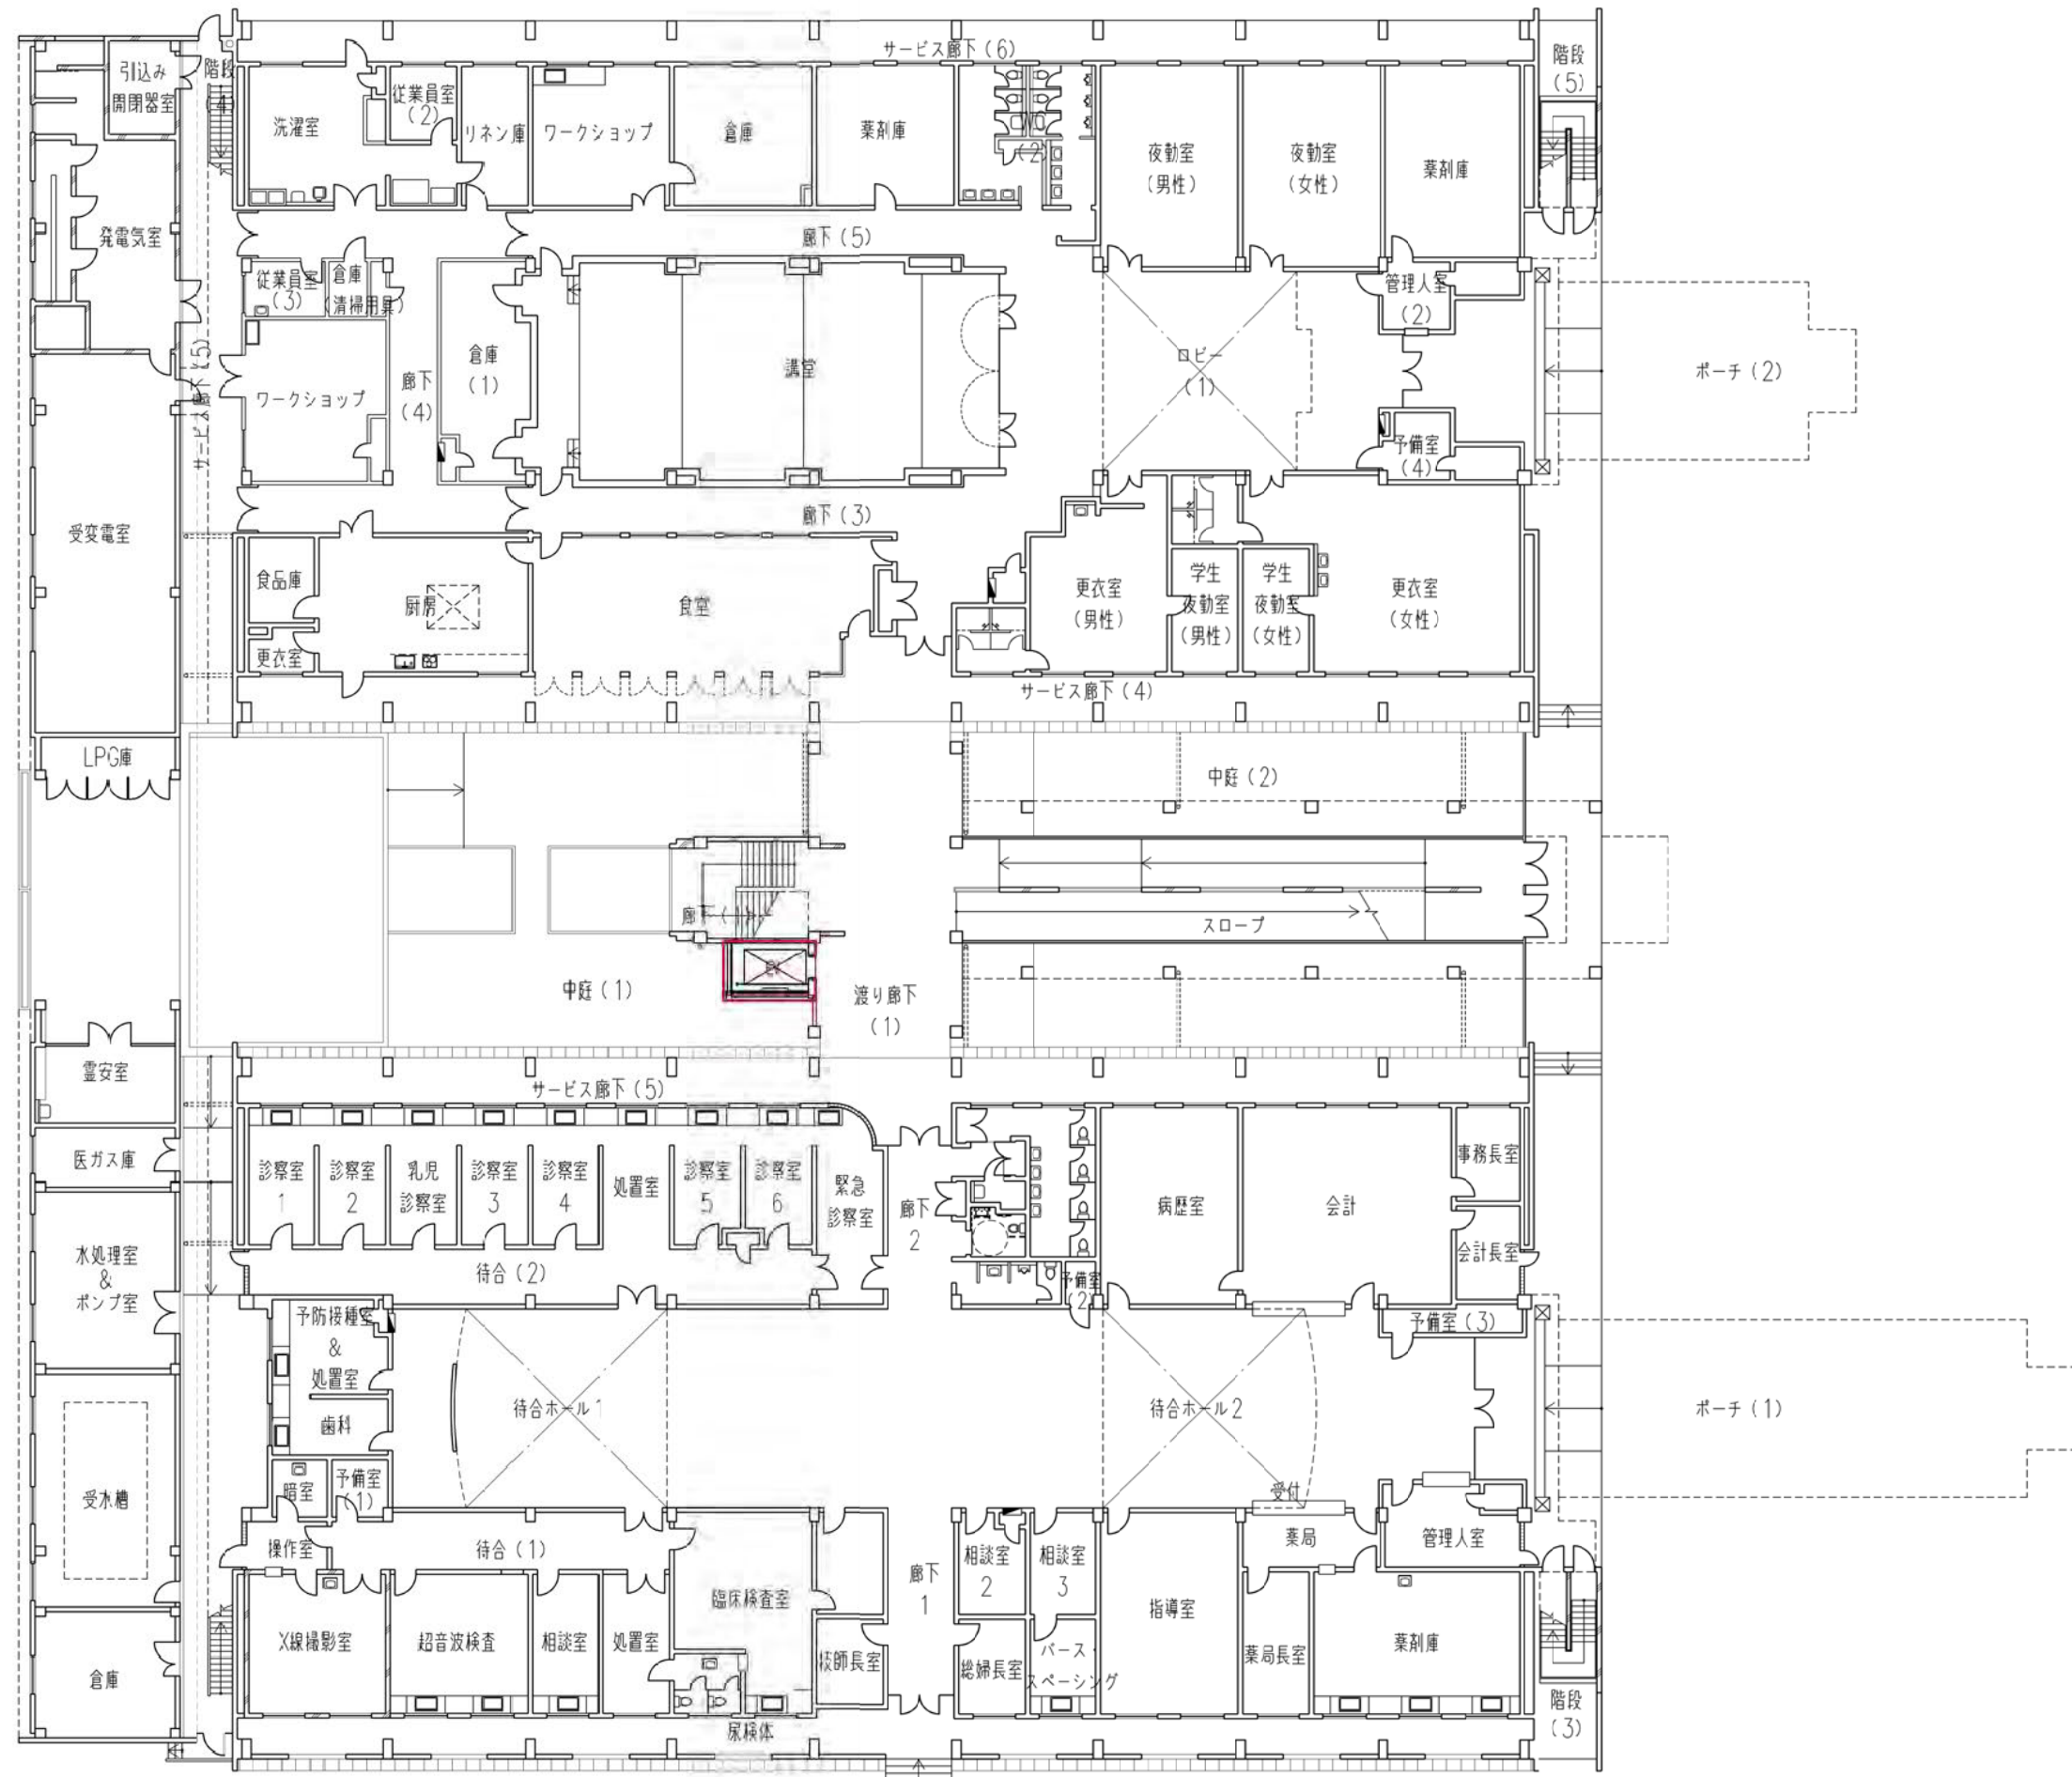 サービス廊下(6)
引込み
開閉器室
階段
(4)
階段
(5)
洗濯室
従業員室
(2)
リネン庫
ワークショップ
倉庫
薬剤庫
WC
(2)
夜勤室
(男性)
夜勤室
(女性)
薬剤庫
発電気室
廊下(5)
従業員室
(3)
倉庫
(清掃用具)
管理人室
(2)
サービス廊下(5)
ワークショップ
廊下
(4)
倉庫
(1)
講堂
ロビー
(1)
ポーチ(2)
予備室
(4)
受変電室
廊下(3)
食品庫
厨房
食堂
更衣室
更衣室
(男性)
学生
夜勤室
(男性)
学生
夜勤室
(女性)
更衣室
(女性)
サービス廊下(4)
LPG庫
中庭(2)
スロープ
EV
中庭(1)
渡り廊下
(1)
霊安室
サービス廊下(5)
医ガス庫
診察室
1
診察室
2
乳児
診察室
診察室
3
診察室
4
処置室
診察室
5
診察室
6
緊急
診察室
廊下
2
病歴室
会計
事務長室
会計長室
水処理室
&
ポンプ室
待合(2)
予備室
(2)
予防接種室
&
処置室
予備室(3)
待合ホール1
待合ホール2
ポーチ(1)
歯科
受水槽
暗室
予備室
(1)
受付
操作室
待合(1)
相談室
2
相談室
3
薬局
管理人室
臨床検査室
廊下
1
指導室
倉庫
X線撮影室
超音波検査
相談室
処置室
技師長室
総婦長室
バース・
スペーシング
薬局長室
薬剤庫
尿検体
階段
(3)